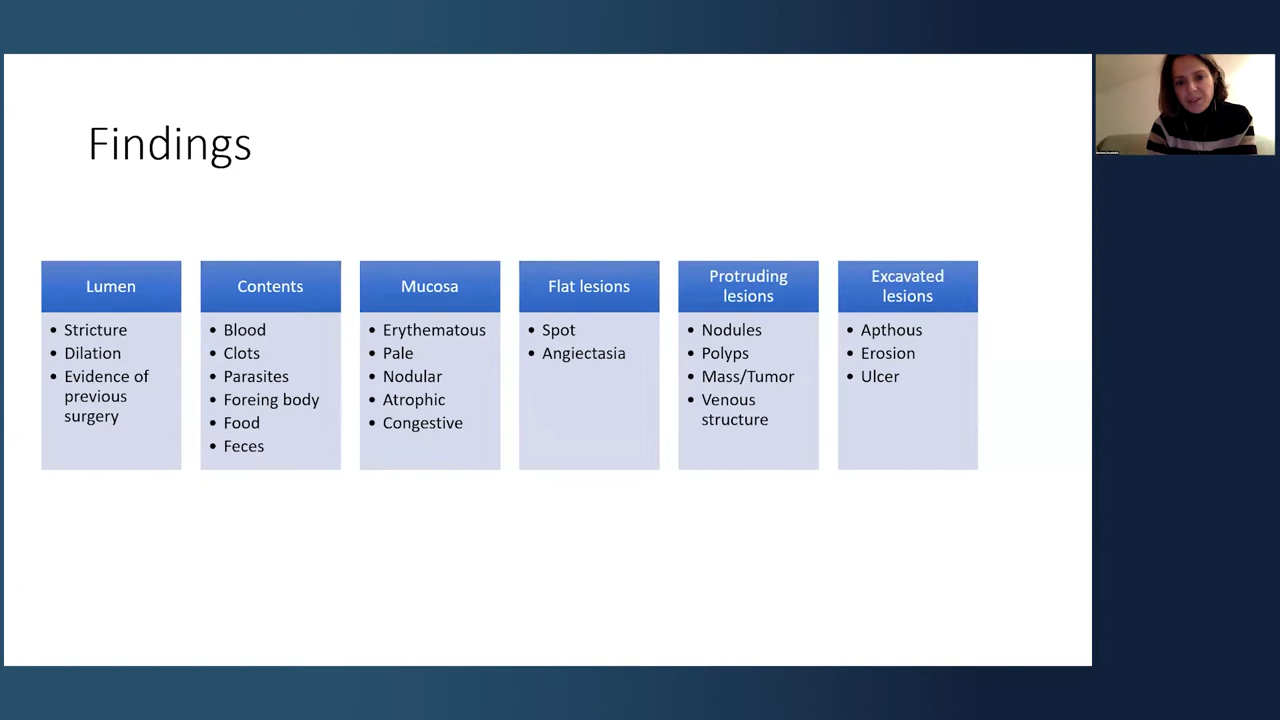 Findings
Lumen
• Stricture
• Dilation
• Evidence of
previous
surgery
Contents
• Blood
• Clots
• Parasites
• Foreing body
• Food
• Feces
Mucosa
• Erythematous
• Pale
• Nodular
• Atrophic
• Congestive
Flat lesions
• Spot
• Angiectasia
Protruding
lesions
• Nodules
• Polyps
• Mass/Tumor
• Venous
structure
Excavated
lesions
• Apthous
• Erosion
• Ulcer